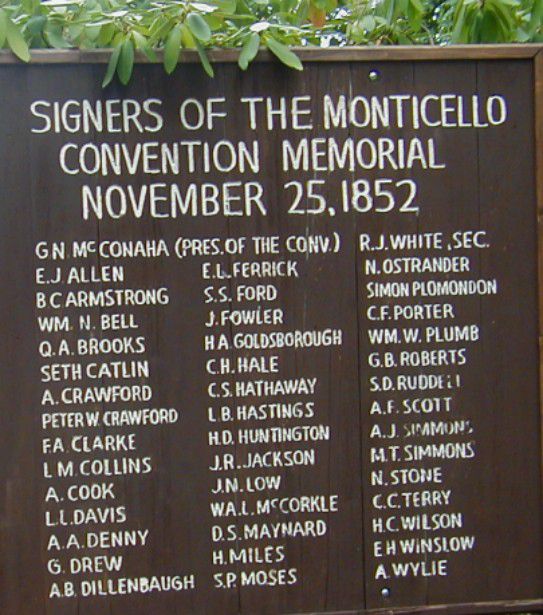 SIGNERS OF THE MONTICELLO
CONVENTION MEMORIAL
NOVEMBER 25, 1852
G.N. McCONAHA (PRES. OF THE CONV.)
E.J ALLEN
B C ARMSTRONG
WM. N. BELL
Q.A. BROOKS
SETH CATLIN
A. CRAWFORD
PETER W. CRAWFORD
F.A. CLARKE
L.M. COLLINS
A. COOK
L.L. DAVIS
A.A. DENNY
G. DREW
A.B. DILLENBAUGH
E.L. FERRICK
S.S. FORD
J. FOWLER
H A. GOLDSBOROUGH
C.H. HALE
C.S. HATHAWAY
L.B. HASTINGS
H.D. HUNTINGTON
J.R. JACKSON
J.N. LOW
WA.L. McCORKLE
D.S. MAYNARD
H. MILES
S.P. MOSES
R.J. WHITE, SEC.
N. OSTRANDER
SIMON PLOMONDON
C.F. PORTER
WM. W. PLUMB
G.B. ROBERTS
S.D. RUDDELL
A.F. SCOTT
A.J. SIMMONS
M.T. SIMMONS
N. STONE
C.C. TERRY
H.C. WILSON
E H WINSLOW
A. WYLIE